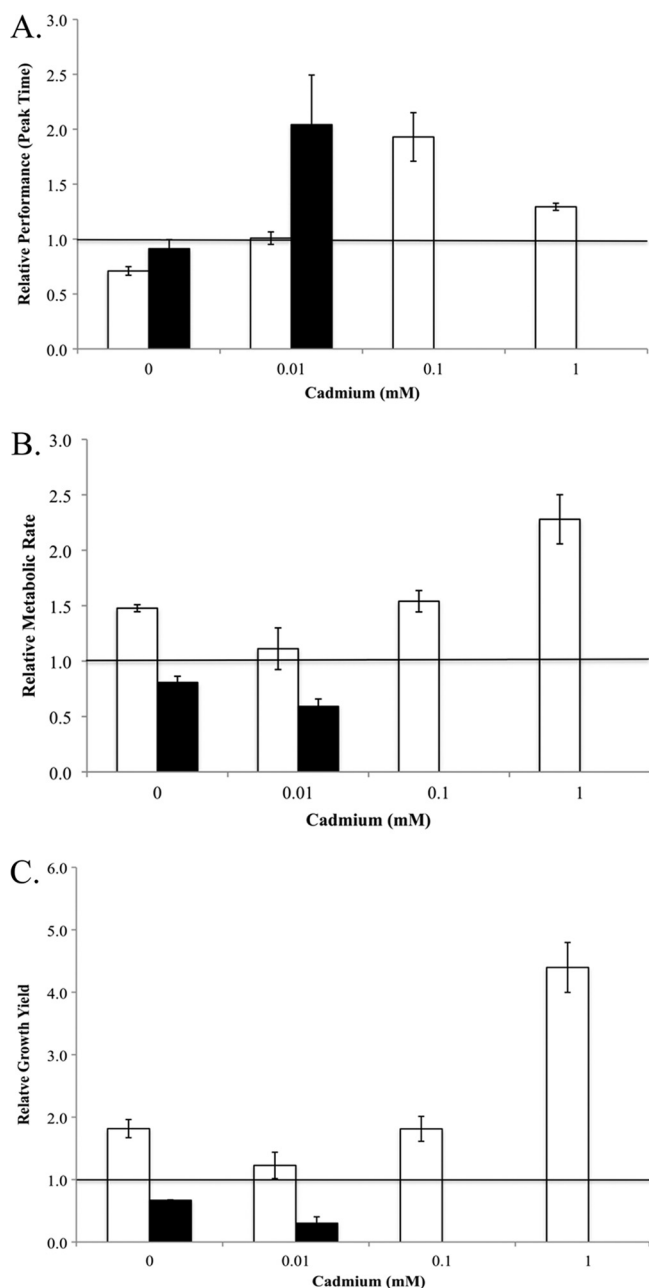 A.
Relative Performance (Peak Time)
3.0
2.5
2.0
1.5
1.0
0.5
0.0
0 0.01 0.1 1
Cadmium (mM)
B.
Relative Metabolic Rate
3.0
2.5
2.0
1.5
1.0
0.5
0.0
0 0.01 0.1 1
Cadmium (mM)
C.
Relatve Growth Yield
6.0
5.0
4.0
3.0
2.0
1.0
0.0
0 0.01 0.1 1
Cadmium (mM)